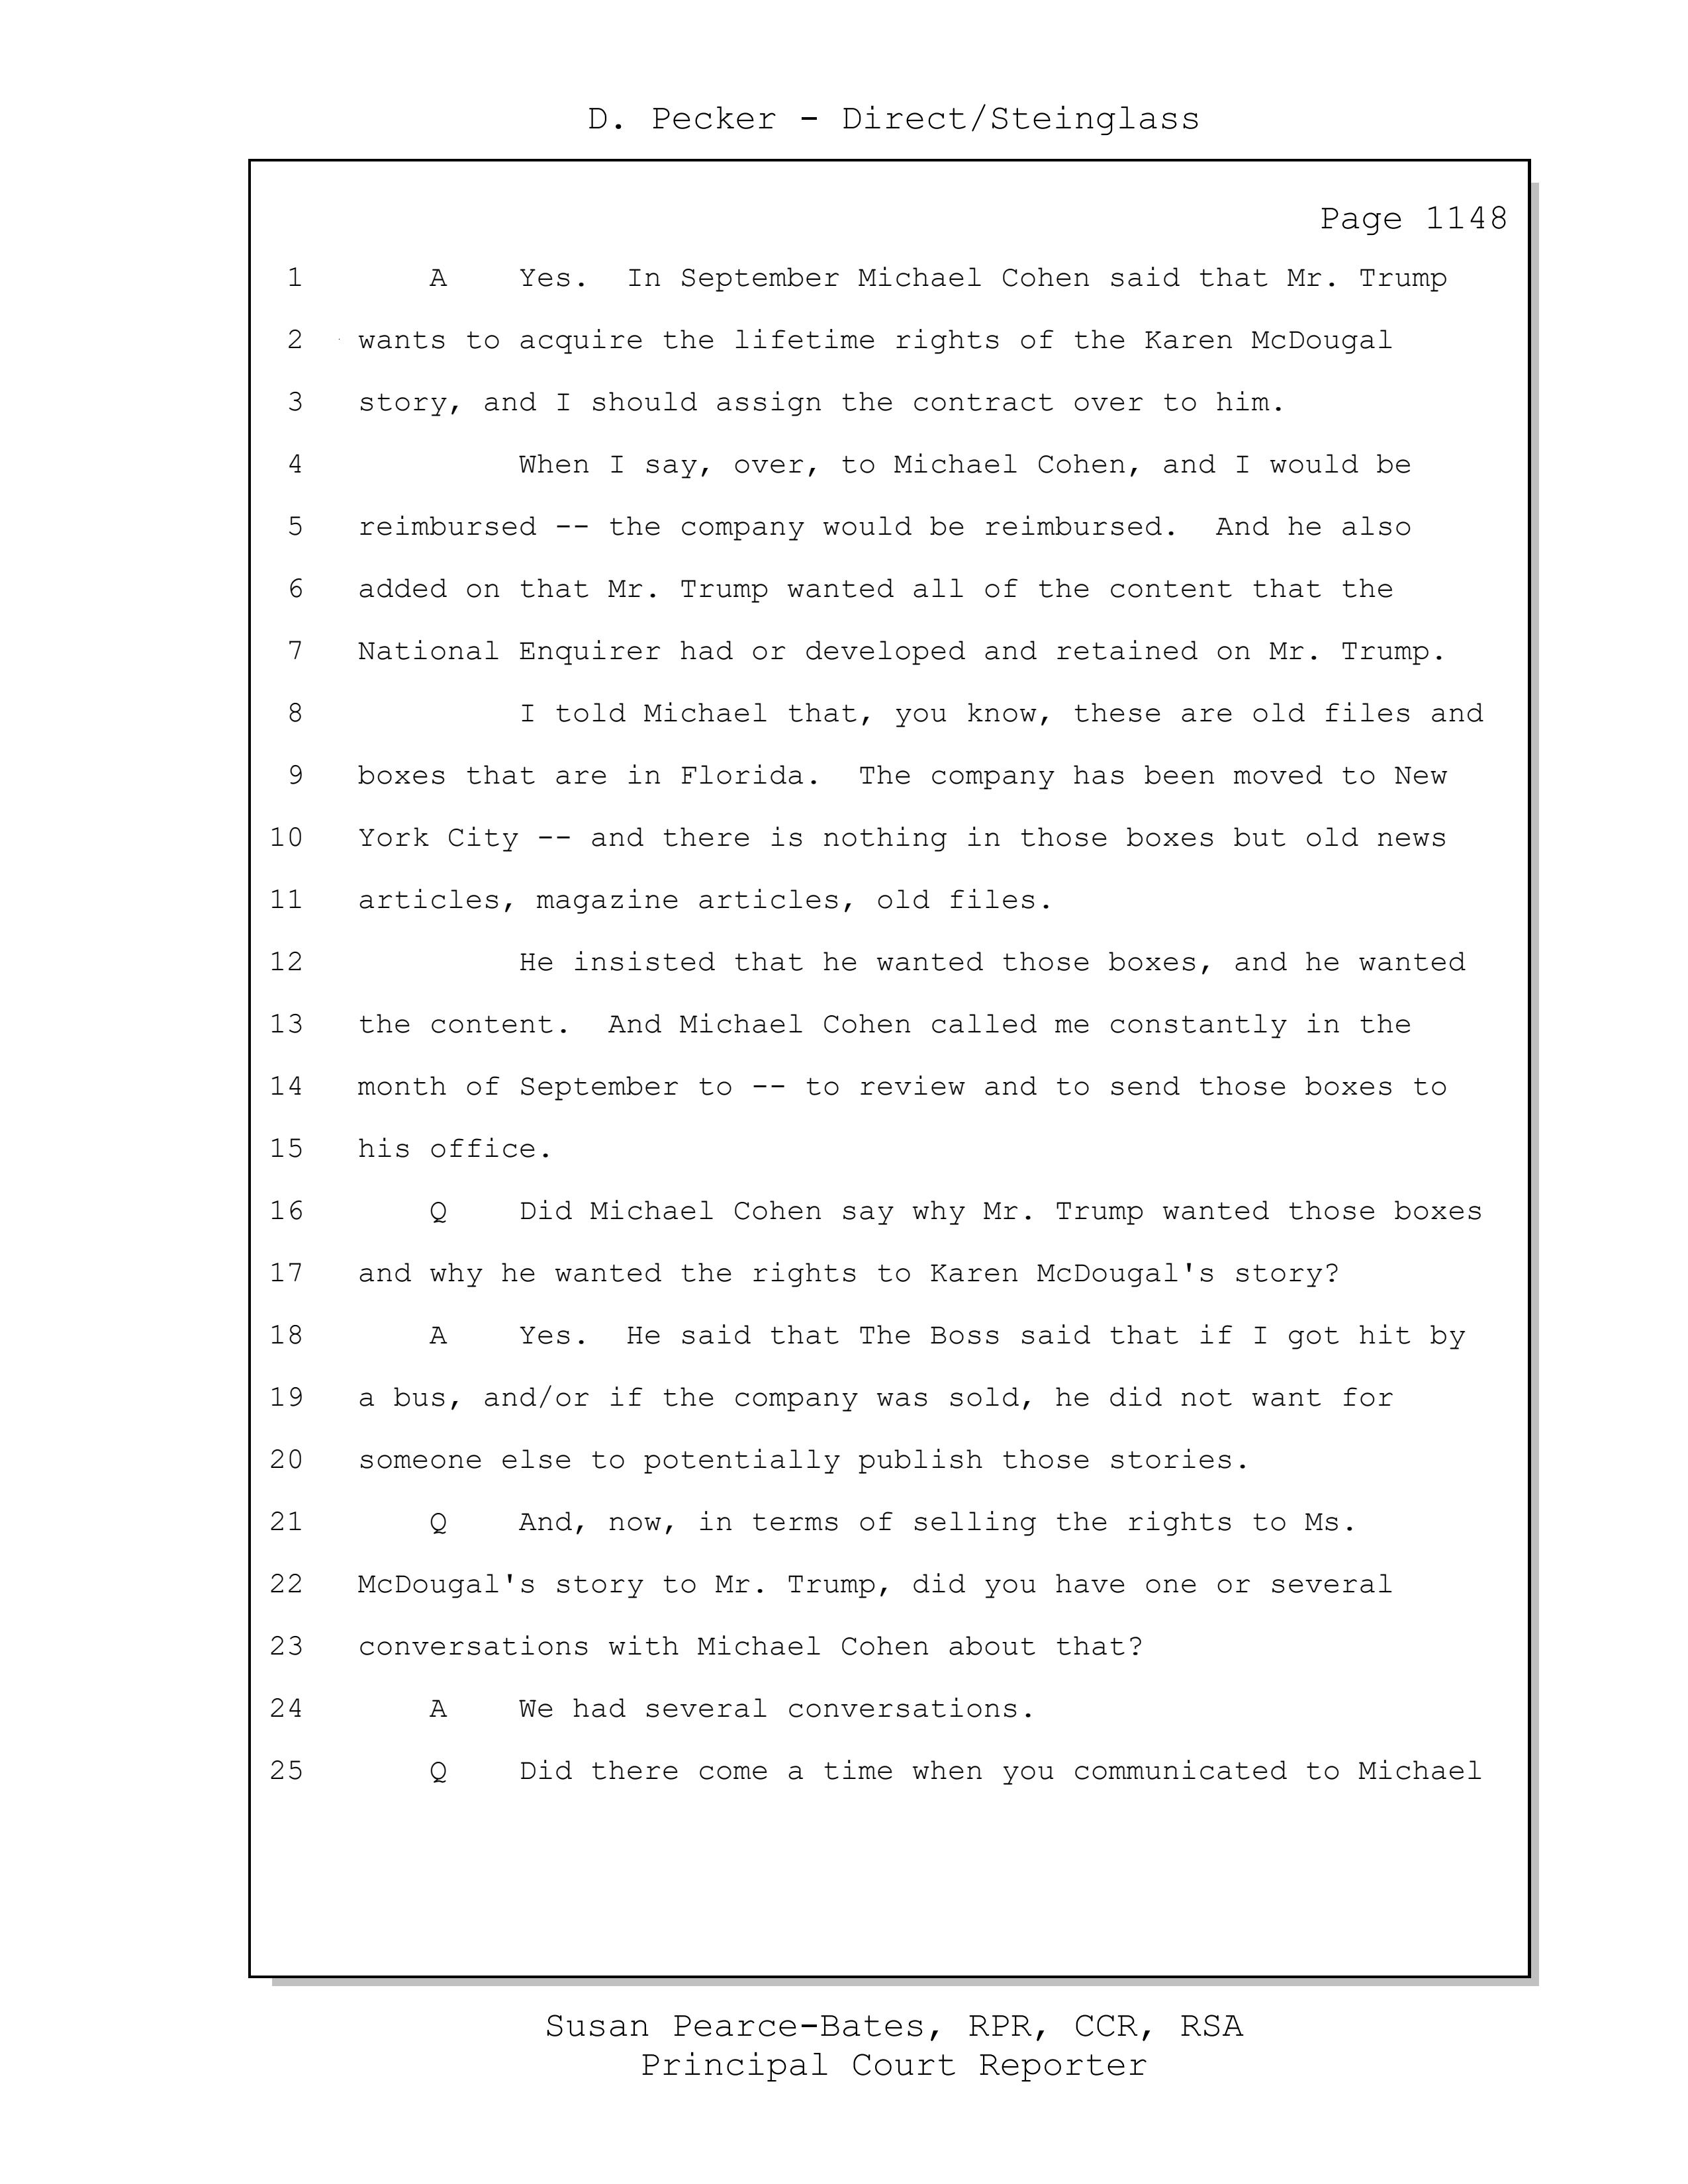 D. Pecker - Direct/Steinglass
Page 1148
1 A Yes. In September Michael Cohen said that Mr. Trump
2 wants to acquire the lifetime rights of the Karen McDougal
3 story, and I should assign the contract over to him.
4 When I say, over, to Michael Cohen, and I would be
5 reimbursed -- the company would be reimbursed. And he also
6 added on that Mr. Trump wanted all of the content that the
7 National Enquirer had or developed and retained on Mr. Trump.
8 I told Michael that, you know, these are old files and
9 boxes that are in Florida. The company has been moved to New
10 York City -- and there is nothing in those boxes but old news
11 articles, magazine articles, old files.
12 He insisted that he wanted those boxes, and he wanted
13 the content. And Michael Cohen called me constantly in the
14 month of September to -- to review and to send those boxes to
15 his office.
16 Q Did Michael Cohen say why Mr. Trump wanted those boxes
17 and why he wanted the rights to Karen McDougal's story?
18 A Yes. He said that The Boss said that if I got hit by
19 a bus, and/or if the company was sold, he did not want for
20 someone else to potentially publish those stories.
21 Q And, now, in terms of selling the rights to Ms.
22 McDougal's story to Mr. Trump, did you have one or several
23 conversations with Michael Cohen about that?
24 A We had several conversations.
25 Q Did there come a time when you communicated to Michael
Susan Pearce-Bates, RPR, CCR, RSA
Principal Court Reporter